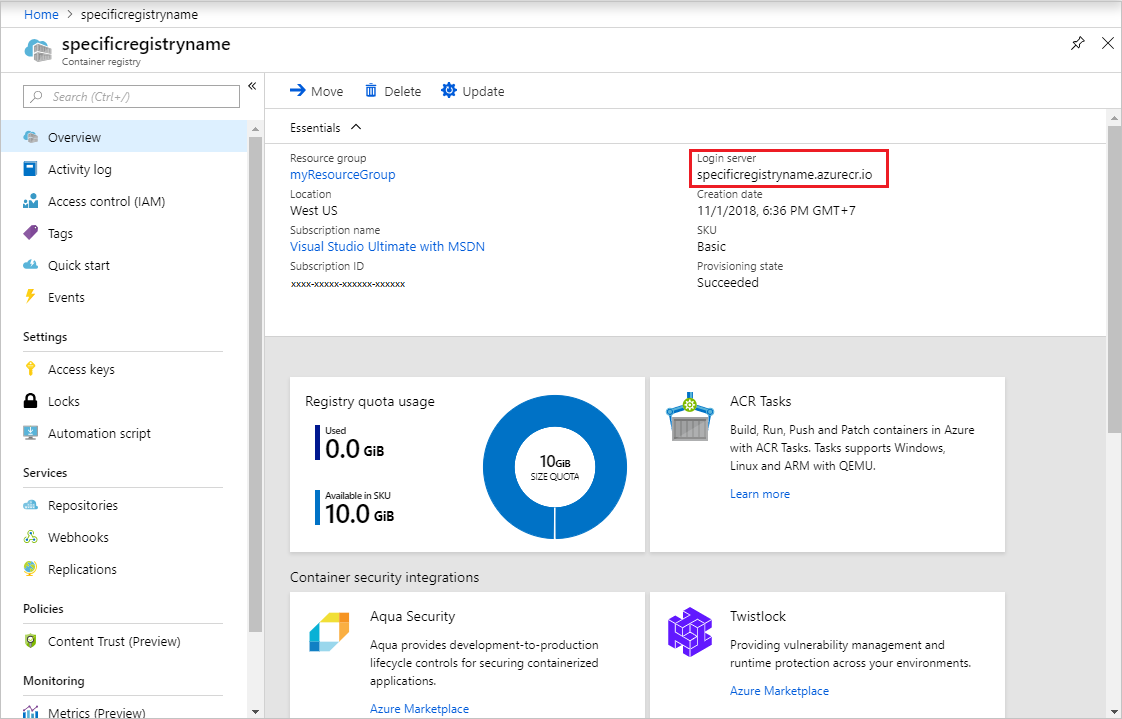 Home > specificregistryname
specificregistryname
Container registry
Search (Ctrl+/)
«
Overview
Activity log
Access control (IAM)
Tags
Quick start
Events
Settings
Access keys
Locks
Automation script
Services
Repositories
Webhooks
Replications
Policies
Content Trust (Preview)
Monitoring
Metrics (Preview)
Move Delete Update
Essentials
Resource group
myResourceGroup
Location
West US
Subscription name
Visual Studio Ultimate with MSDN
Subscription ID
xxxx-xxxxx-xxxxxx-xxxxxx
Login server
specificregistryname.azurecr.io
Creation date
11/1/2018, 6:36 PM GMT+7
SKU
Basic
Provisioning state
Succeeded
Registry quota usage
Used
0.0 GiB
Available in SKU
10.0 GiB
10GiB
SIZE QUOTA
ACR Tasks
Build, Run, Push and Patch containers in Azure
with ACR Tasks. Tasks supports Windows,
Linux and ARM with QEMU.
Learn more
Container security integrations
Aqua Security
Aqua provides development-to-production
lifecycle controls for securing containerized
applications.
Azure Marketplace
Twistlock
Providing vulnerability management and
runtime protection across your environments.
Azure Marketplace